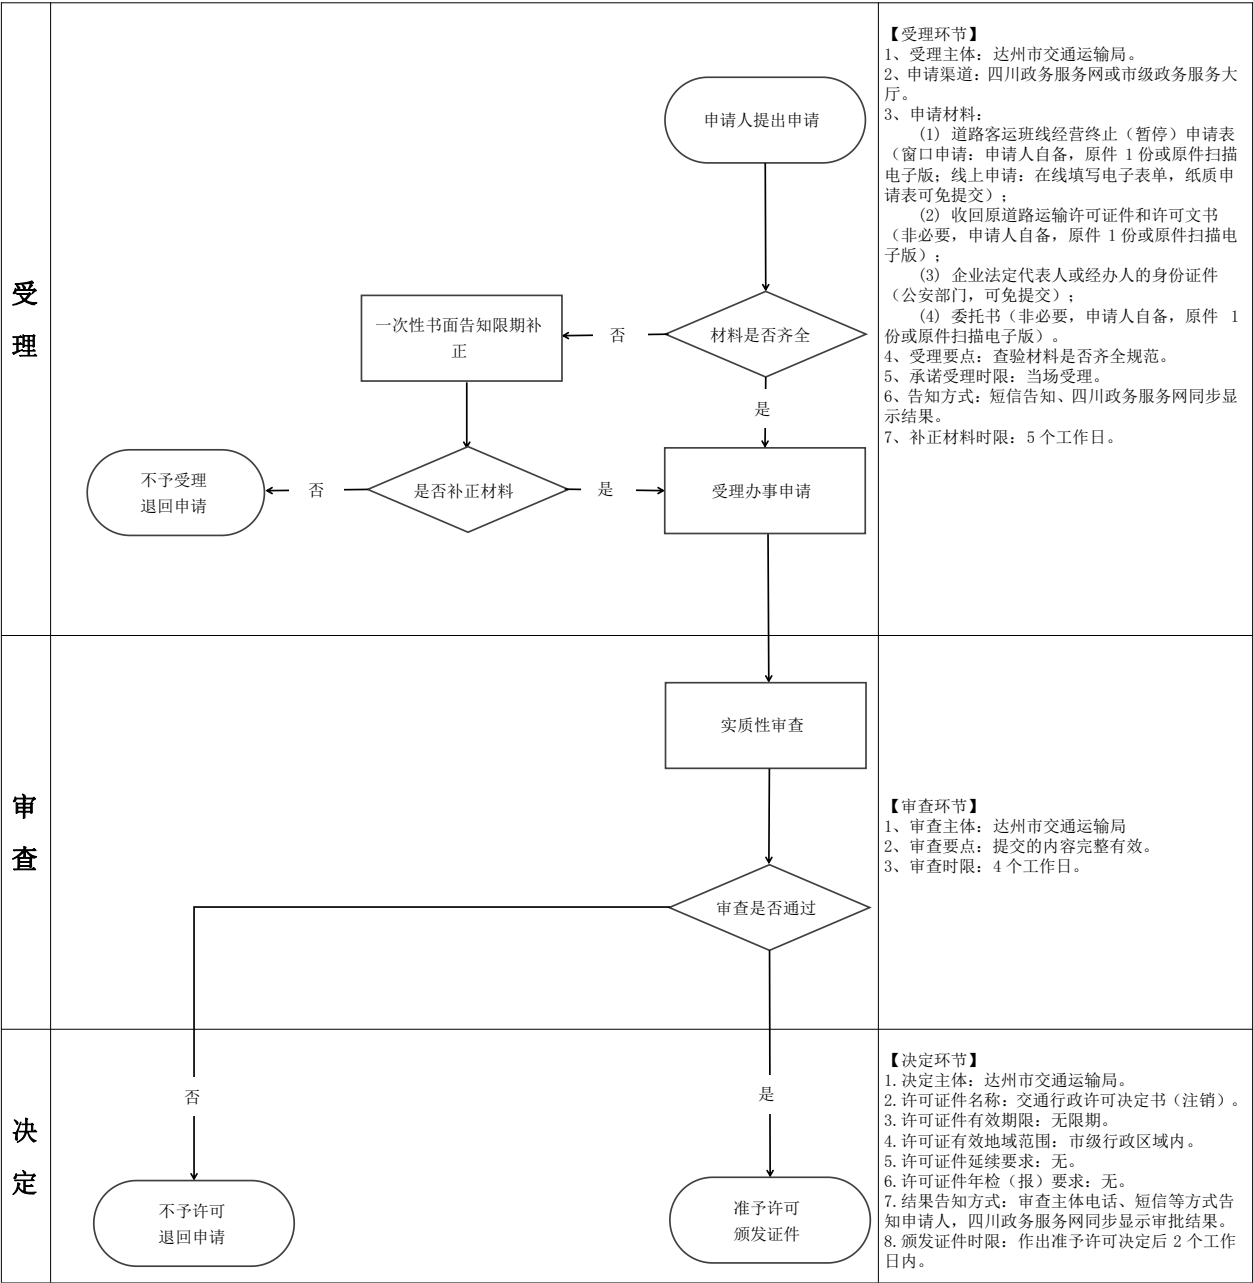 受
理
申请人提出申请
材料是否齐全
否
一次性书面告知限期补
正
是
是否补正材料
否
不予受理
退回申请
是
受理办事申请
【受理环节】
1、受理主体：达州市交通运输局。
2、申请渠道：四川政务服务网或市级政务服务大
厅。
3、申请材料：
(1) 道路客运班线经营终止（暂停）申请表
（窗口申请：申请人自备，原件 1 份或原件扫描
电子版；线上申请：在线填写电子表单，纸质申
请表可免提交）；
(2) 收回原道路运输许可证件和许可文书
（非必要，申请人自备，原件 1 份或原件扫描电
子版）；
(3) 企业法定代表人或经办人的身份证件
（公安部门，可免提交）；
(4) 委托书（非必要，申请人自备，原件 1
份或原件扫描电子版）。
4、受理要点：查验材料是否齐全规范。
5、承诺受理时限：当场受理。
6、告知方式：短信告知、四川政务服务网同步显
示结果。
7、补正材料时限：5 个工作日。
审
查
实质性审查
审查是否通过
【审查环节】
1、审查主体：达州市交通运输局
2、审查要点：提交的内容完整有效。
3、审查时限：4 个工作日。
决
定
否
不予许可
退回申请
是
准予许可
颁发证件
【决定环节】
1.决定主体：达州市交通运输局。
2.许可证件名称：交通行政许可决定书（注销）。
3.许可证件有效期限：无限期。
4.许可证有效地域范围：市级行政区域内。
5.许可证件延续要求：无。
6.许可证件年检（报）要求：无。
7.结果告知方式：审查主体电话、短信等方式告
知申请人，四川政务服务网同步显示审批结果。
8.颁发证件时限：作出准予许可决定后 2 个工作
日内。